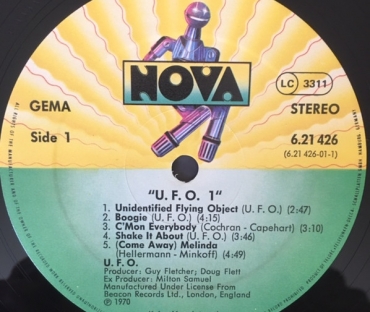 NOVA
LC 3311
GEMA
STEREO
Side 1
6.21 426
(6.21 426-01-1)
"U. F. O. 1"
1. Unidentified Flying Object (U. F. O.) (2:47)
2. Boogie (U. F. O.) (4:15)
3. C'mon Everybody (Cochran - Capehart) (3:10)
4. Shake It About (U. F. O.) (3:46)
5. (Come Away) Melinda
(Hellermann - Minkoff) (4:49)
U. F. O.
Producer: Guy Fletcher; Doug Flett
Ex Producer: Milton Samuel
Manufactured Under License From
Beacon Records Ltd., London, England
℗ 1970